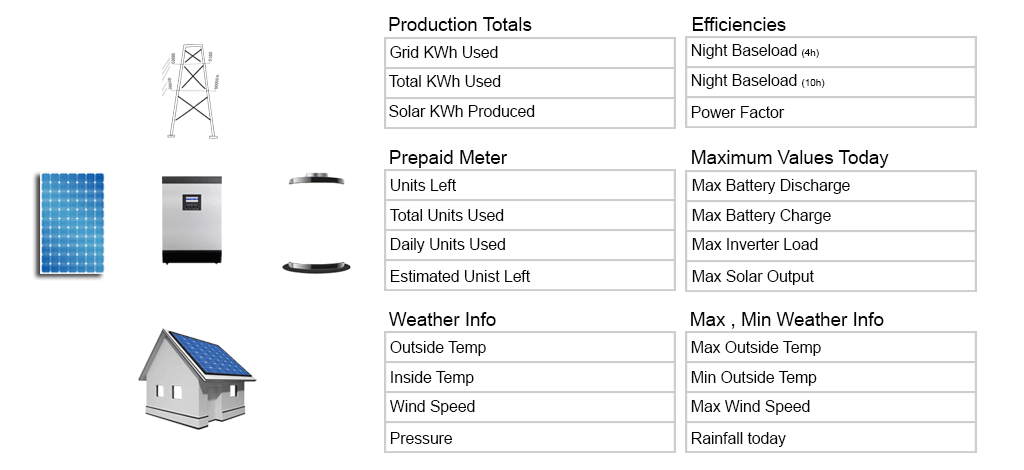 Production Totals
Grid KWh Used
Total KWh Used
Solar KWh Produced
Efficiencies
Night Baseload (4h)
Night Baseload (10h)
Power Factor
Prepaid Meter
Units Left
Total Units Used
Daily Units Used
Estimated Unist Left
Maximum Values Today
Max Battery Discharge
Max Battery Charge
Max Inverter Load
Max Solar Output
Weather Info
Outside Temp
Inside Temp
Wind Speed
Pressure
Max , Min Weather Info
Max Outside Temp
Min Outside Temp
Max Wind Speed
Rainfall today